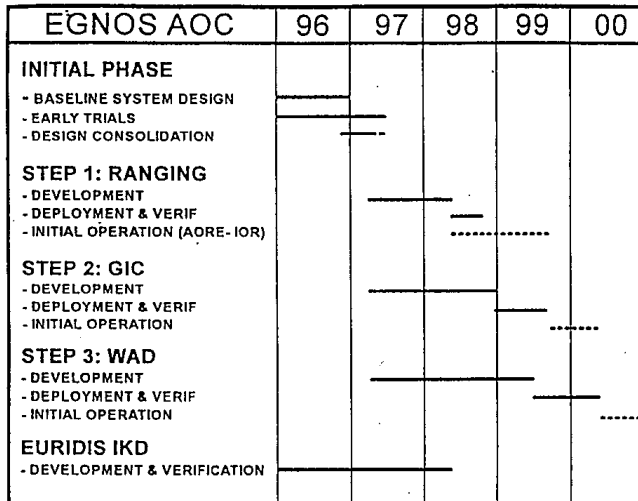 EGNOS AOC 96 97 98 99 00
INITIAL PHASE
- BASELINE SYSTEM DESIGN
- EARLY TRIALS
- DESIGN CONSOLIDATION
STEP 1: RANGING
- DEVELOPMENT
- DEPLOYMENT & VERIF
- INITIAL OPERATION (AORE-IOR)
STEP 2: GIC
- DEVELOPMENT
- DEPLOYMENT & VERIF
- INITIAL OPERATION
STEP 3: WAD
- DEVELOPMENT
- DEPLOYMENT & VERIF
- INITIAL OPERATION
EURIDIS IKD
- DEVELOPMENT & VERIFICATION